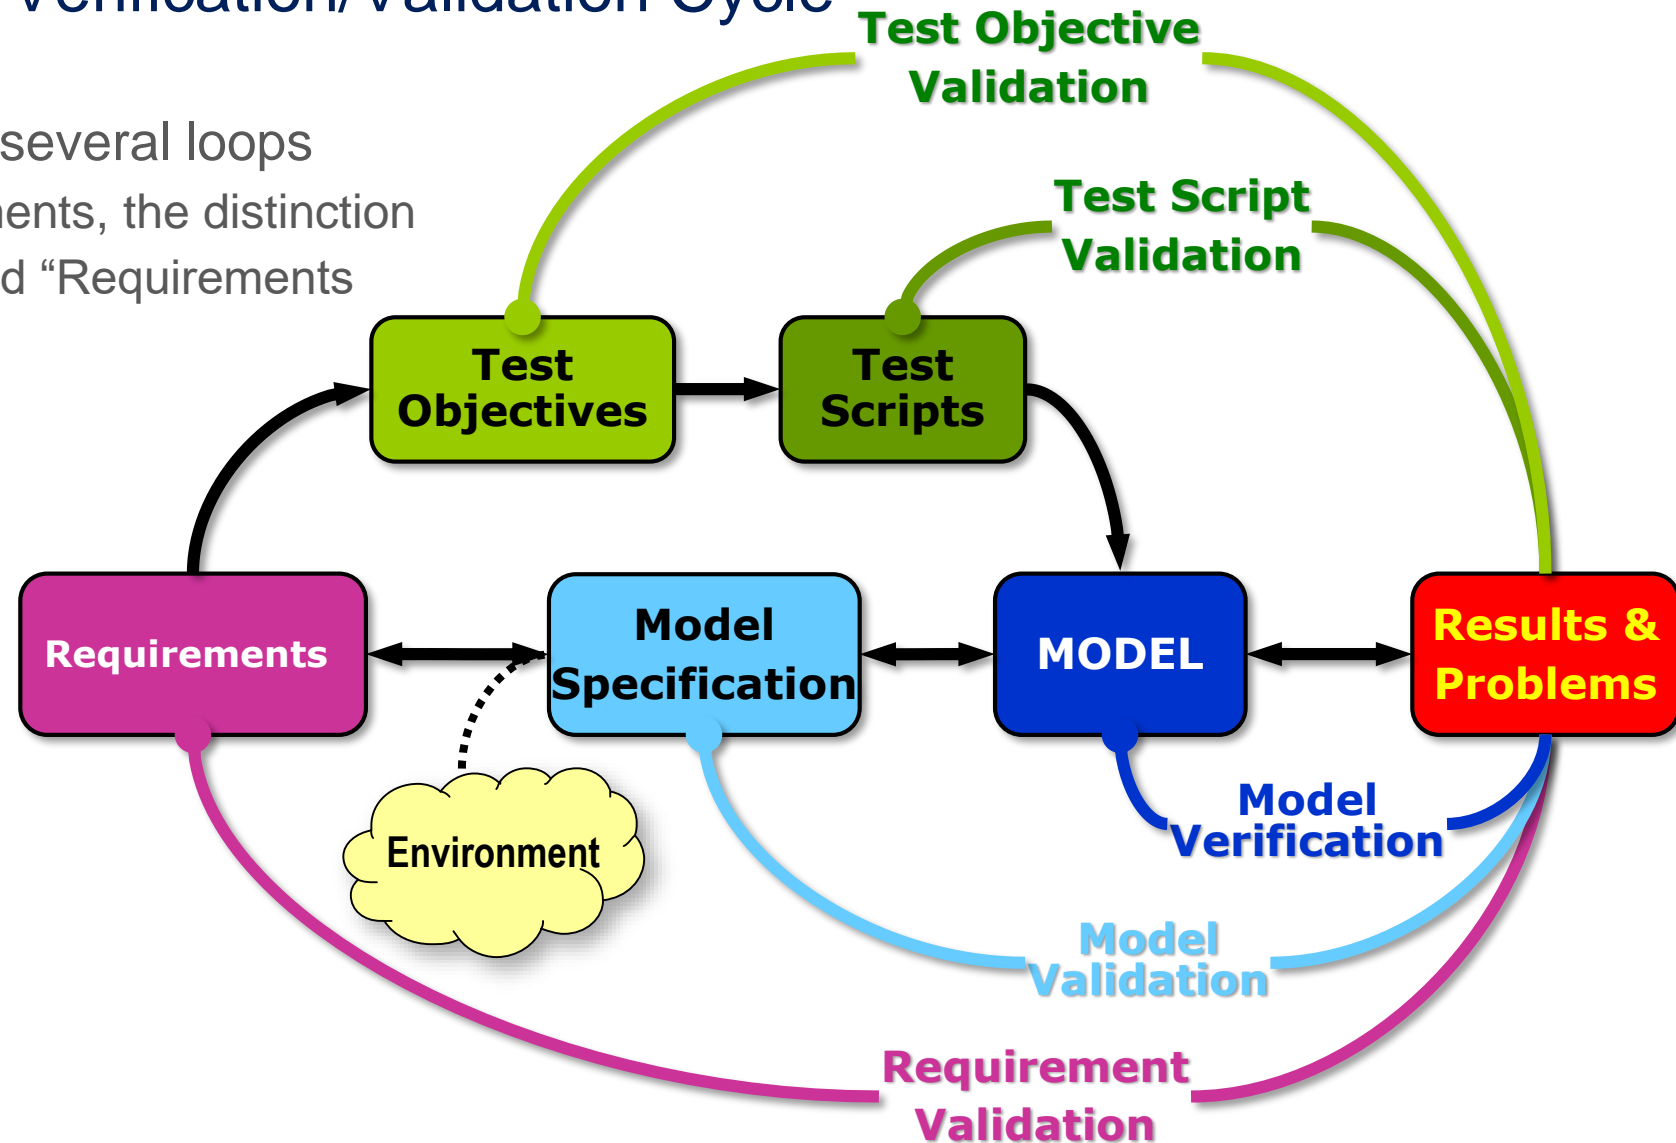 Verification/Validation Cycle
several loops
ments, the distinction
d “Requirements
Test Objective
Validation
Test Script
Validation
Test
Objectives
Test
Scripts
Requirements
Model
Specification
MODEL
Results &
Problems
Environment
Model
Verification
Model
Validation
Requirement
Validation